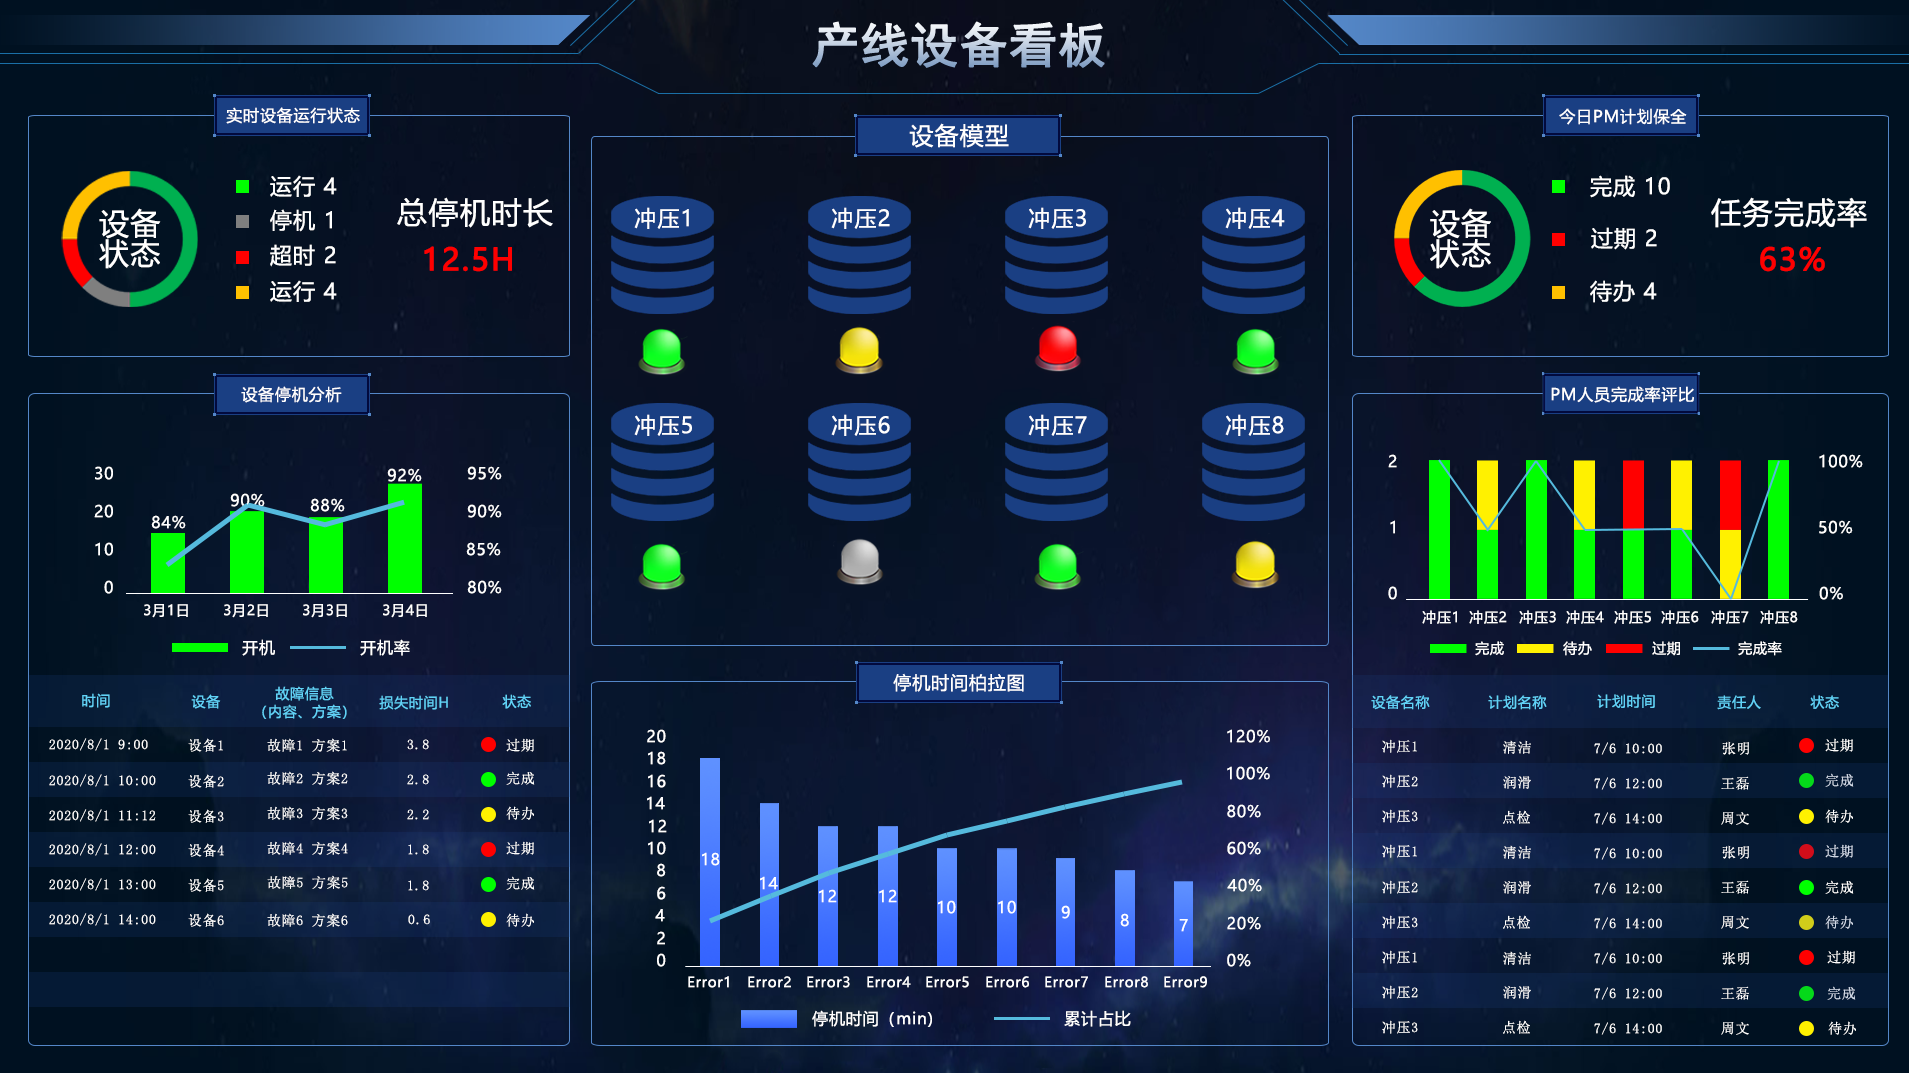 产线设备看板
实时设备运行状态
设备
状态
运行 4
停机 1
超时 2
运行 4
总停机时长
12.5H
设备停机分析
30
20
10
0
95%
90%
85%
80%
84%
90%
88%
92%
3月1日 3月2日 3月3日 3月4日
开机 开机率
时间 设备 故障信息 (内容、方案) 损失时间H 状态
2020/8/1 9:00 设备1 故障1 方案1 3.8 过期
2020/8/1 10:00 设备2 故障2 方案2 2.8 完成
2020/8/1 11:12 设备3 故障3 方案3 2.2 待办
2020/8/1 12:00 设备4 故障4 方案4 1.8 过期
2020/8/1 13:00 设备5 故障5 方案5 1.8 完成
2020/8/1 14:00 设备6 故障6 方案6 0.6 待办
设备模型
冲压1 冲压2 冲压3 冲压4
冲压5 冲压6 冲压7 冲压8
停机时间柏拉图
20
18
16
14
12
10
8
6
4
2
0
120%
100%
80%
60%
40%
20%
0%
18 14 12 12 10 10 9 8 7
Error1 Error2 Error3 Error4 Error5 Error6 Error7 Error8 Error9
停机时间（min） 累计占比
今日PM计划保全
设备
状态
完成 10
过期 2
待办 4
任务完成率
63%
PM人员完成率评比
2
1
0
100%
50%
0%
冲压1 冲压2 冲压3 冲压4 冲压5 冲压6 冲压7 冲压8
完成 待办 过期 完成率
设备名称 计划名称 计划时间 责任人 状态
冲压1 清洁 7/6 10:00 张明 过期
冲压2 润滑 7/6 12:00 王磊 完成
冲压3 点检 7/6 14:00 周文 待办
冲压1 清洁 7/6 10:00 张明 过期
冲压2 润滑 7/6 12:00 王磊 完成
冲压3 点检 7/6 14:00 周文 待办
冲压1 清洁 7/6 10:00 张明 过期
冲压2 润滑 7/6 12:00 王磊 完成
冲压3 点检 7/6 14:00 周文 待办